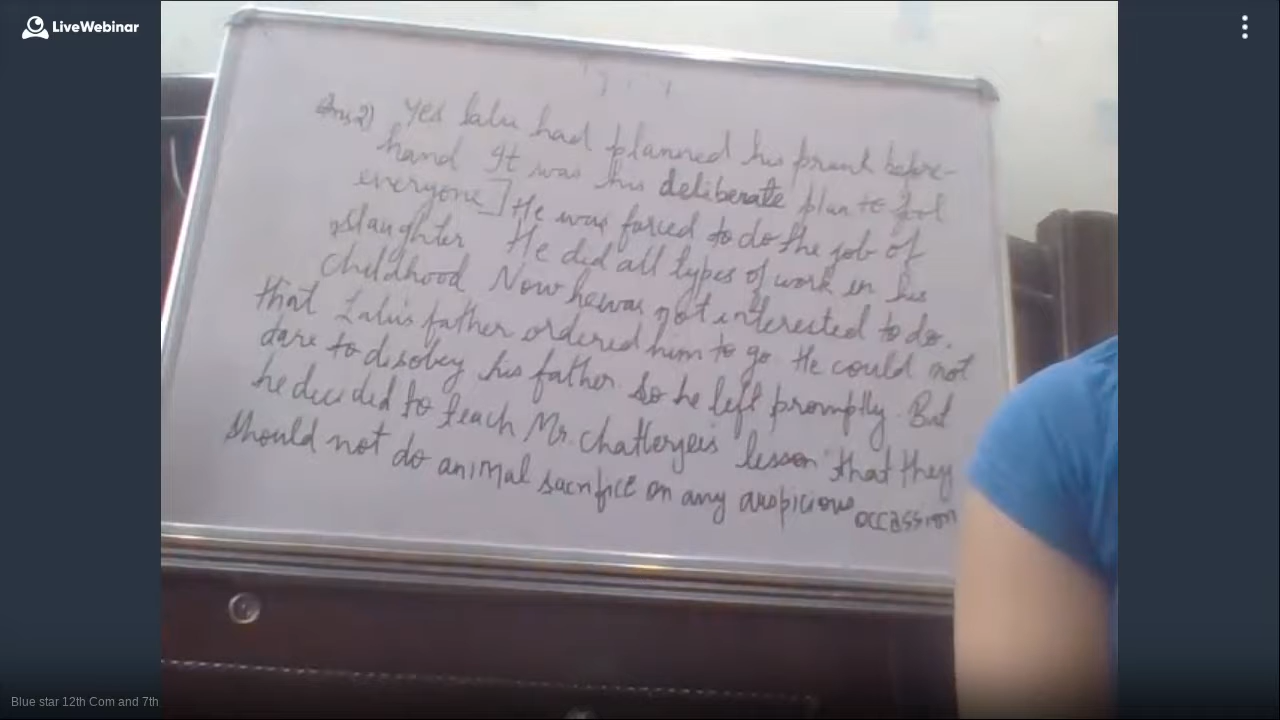 LiveWebinar
Ans2) Yes Lalu had planned his prank before-
hand It was his deliberate plan to fool
everyone] He was forced to do the job of
slaughter He did all types of work in his
childhood Now he was not interested to do.
that Lalu's father ordered him to go He could not
dare to disobey his father. So he left promptly. But
he decided to teach Mr. Chatterjee's lesson that they
should not do animal sacrifice on any auspicious occassion
Blue star 12th Com and 7th